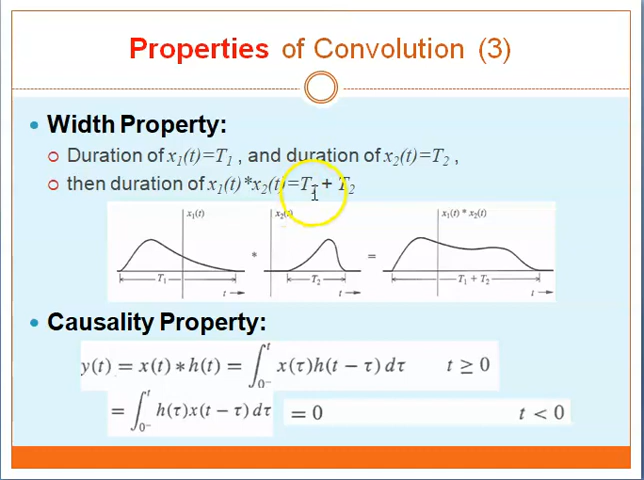 Properties of Convolution (3)
Width Property:
Duration of x₁(t)=T₁ , and duration of x₂(t)=T₂ ,
then duration of x₁(t)*x₂(t)=T₁ + T₂
x₁(t) x₂(t) x₁(t) * x₂(t)
* =
T₁ T₂ T₁ + T₂
t t t
Causality Property:
y(t) = x(t) ∗ h(t) = ∫₀₋ᵗ x(τ)h(t − τ) dτ t ≥ 0
= ∫₀₋ᵗ h(τ)x(t − τ) dτ = 0 t < 0